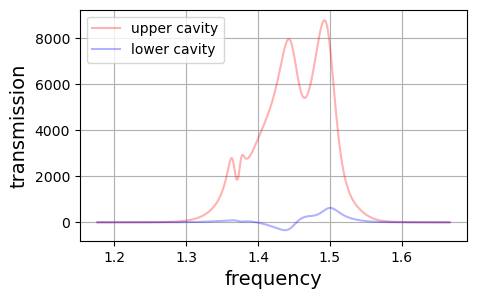 upper cavity
lower cavity
8000
6000
4000
2000
0
transmission
1.2 1.3 1.4 1.5 1.6
frequency